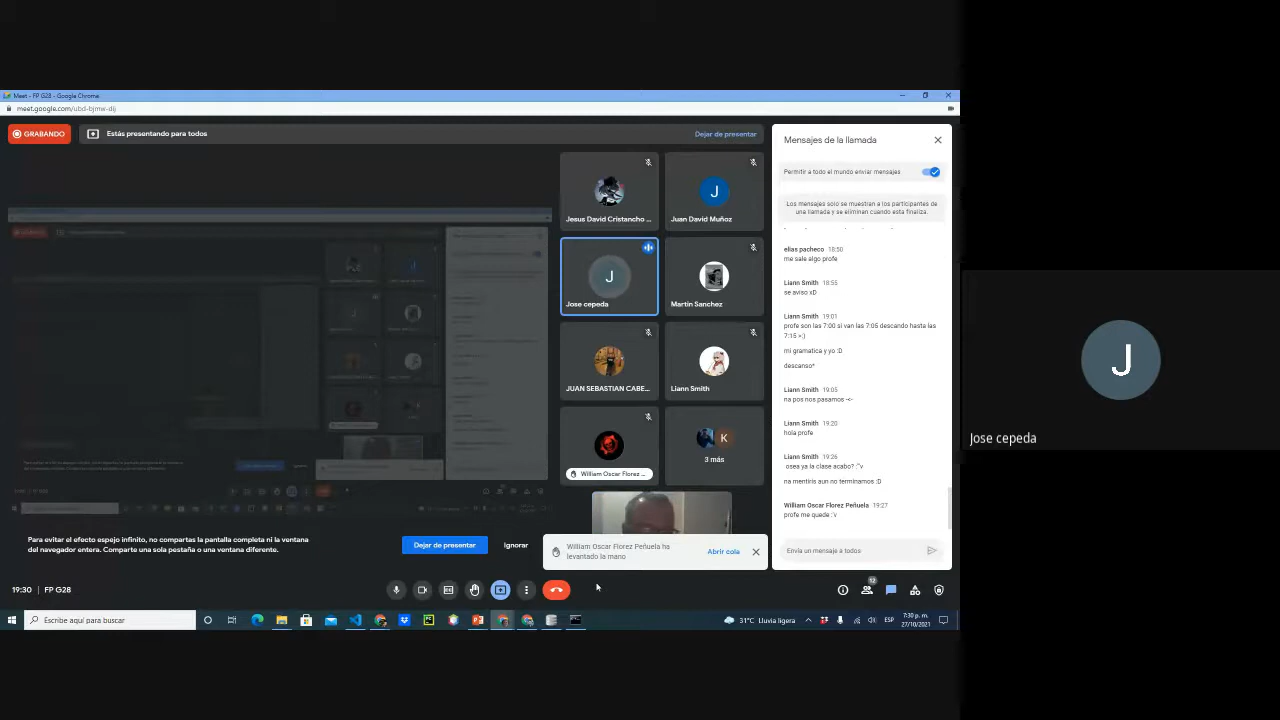 Meet - FP G28 - Google Chrome
meet.google.com/ubd-bjmw-dij
GRABANDO
Estás presentando para todos
Dejar de presentar
Jesus David Cristancho ...
J
Juan David Muñoz
J
Jose cepeda
Martín Sanchez
JUAN SEBASTIAN CABE...
Liann Smith
William Oscar Florez ...
K
3 más
Para evitar el efecto espejo infinito, no compartas la pantalla completa ni la ventana
del navegador entera. Comparte una sola pestaña o una ventana diferente.
Dejar de presentar
Ignorar
William Oscar Florez Peñuela ha
levantado la mano
Abrir cola
19:30 | FP G28
Mensajes de la llamada
Permitir a todo el mundo enviar mensajes
Los mensajes solo se muestran a los participantes de
una llamada y se eliminan cuando esta finaliza.
elias pacheco 18:50
me sale algo profe
Liann Smith 18:55
se aviso xD
Liann Smith 19:01
profe son las 7:00 si van las 7:05 descando hasta las
7:15 >:)
mi gramatica y yo :D
descanso*
Liann Smith 19:05
na pos nos pasamos -<-
Liann Smith 19:20
hola profe
Liann Smith 19:26
osea ya la clase acabo? :"v
na mentiris aun no terminamos :D
William Oscar Florez Peñuela 19:27
profe me quede :'v
Envía un mensaje a todos
12
Escribe aquí para buscar
31°C Lluvia ligera
ESP
7:30 p. m.
27/10/2021
J
Jose cepeda